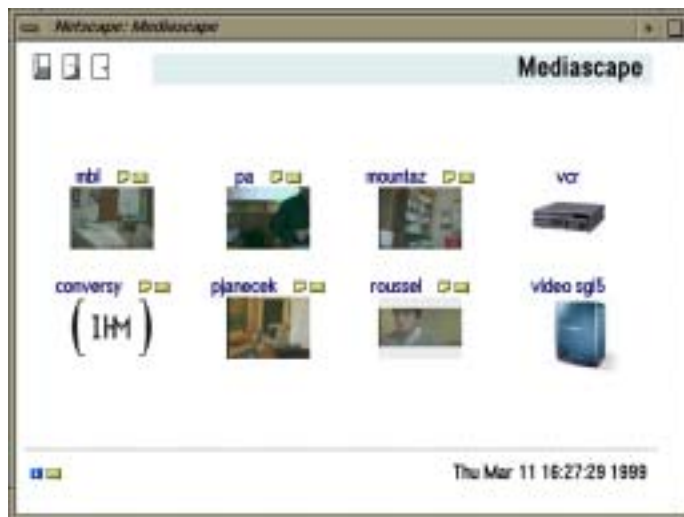 Netscape: Mediascape
Mediascape
mbl pa mountaz vcr
conversy pjanecek roussel video sgi5
(IHM)
Thu Mar 11 16:27:29 1999